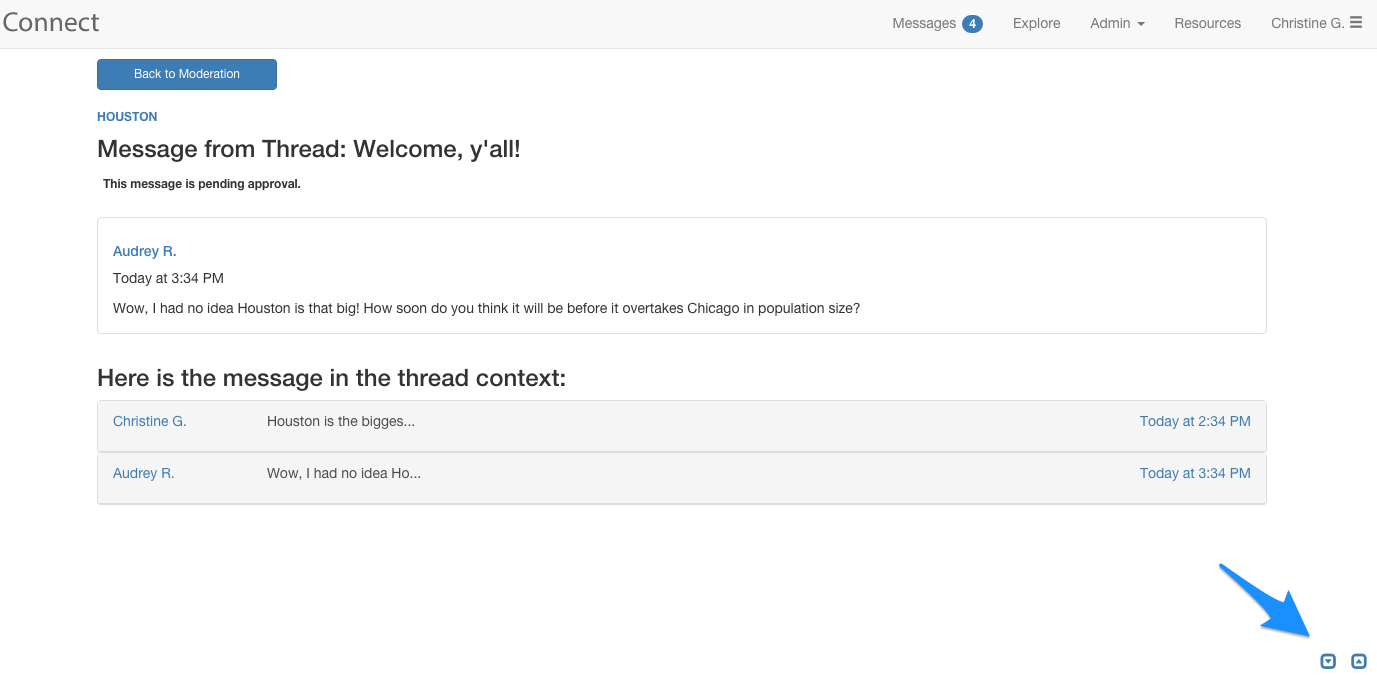 Connect
Messages 4 Explore Admin Resources Christine G.
Back to Moderation
HOUSTON
Message from Thread: Welcome, y'all!
This message is pending approval.
Audrey R.
Today at 3:34 PM
Wow, I had no idea Houston is that big! How soon do you think it will be before it overtakes Chicago in population size?
Here is the message in the thread context:
Christine G. Houston is the bigges... Today at 2:34 PM
Audrey R. Wow, I had no idea Ho... Today at 3:34 PM